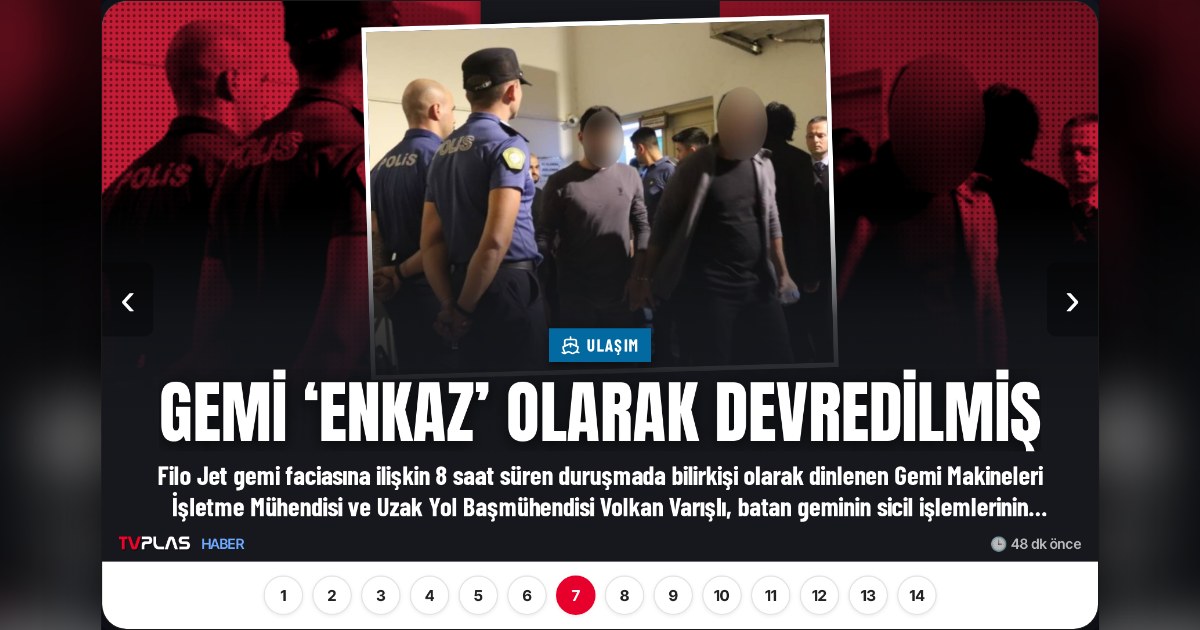 POLİS
POLİS
POLİS
POLİS
ULAŞIM
GEMİ ‘ENKAZ’ OLARAK DEVREDİLMİŞ
Filo Jet gemi faciasına ilişkin 8 saat süren duruşmada bilirkişi olarak dinlenen Gemi Makineleri
İşletme Mühendisi ve Uzak Yol Başmühendisi Volkan Varışlı, batan geminin sicil işlemlerinin...
TVPLAS HABER 48 dk önce
1 2 3 4 5 6 7 8 9 10 11 12 13 14